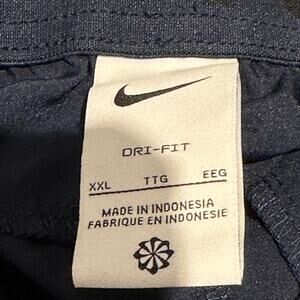 DRI-FIT
XXL TTG EEG
MADE IN INDONESIA
FABRIQUE EN INDONESIE